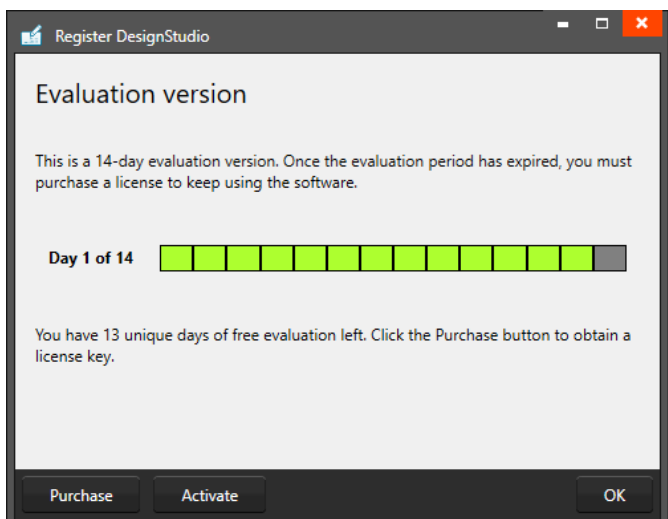 Register DesignStudio
Evaluation version
This is a 14-day evaluation version. Once the evaluation period has expired, you must
purchase a license to keep using the software.
Day 1 of 14
You have 13 unique days of free evaluation left. Click the Purchase button to obtain a
license key.
Purchase
Activate
OK